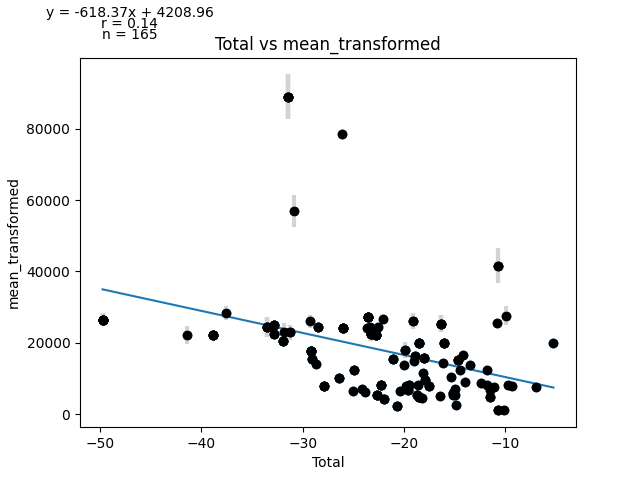 y = -618.37x + 4208.96
r = 0.14
n = 165
Total vs mean_transformed
80000
60000
40000
20000
0
mean_transformed
−50 −40 −30 −20 −10
Total